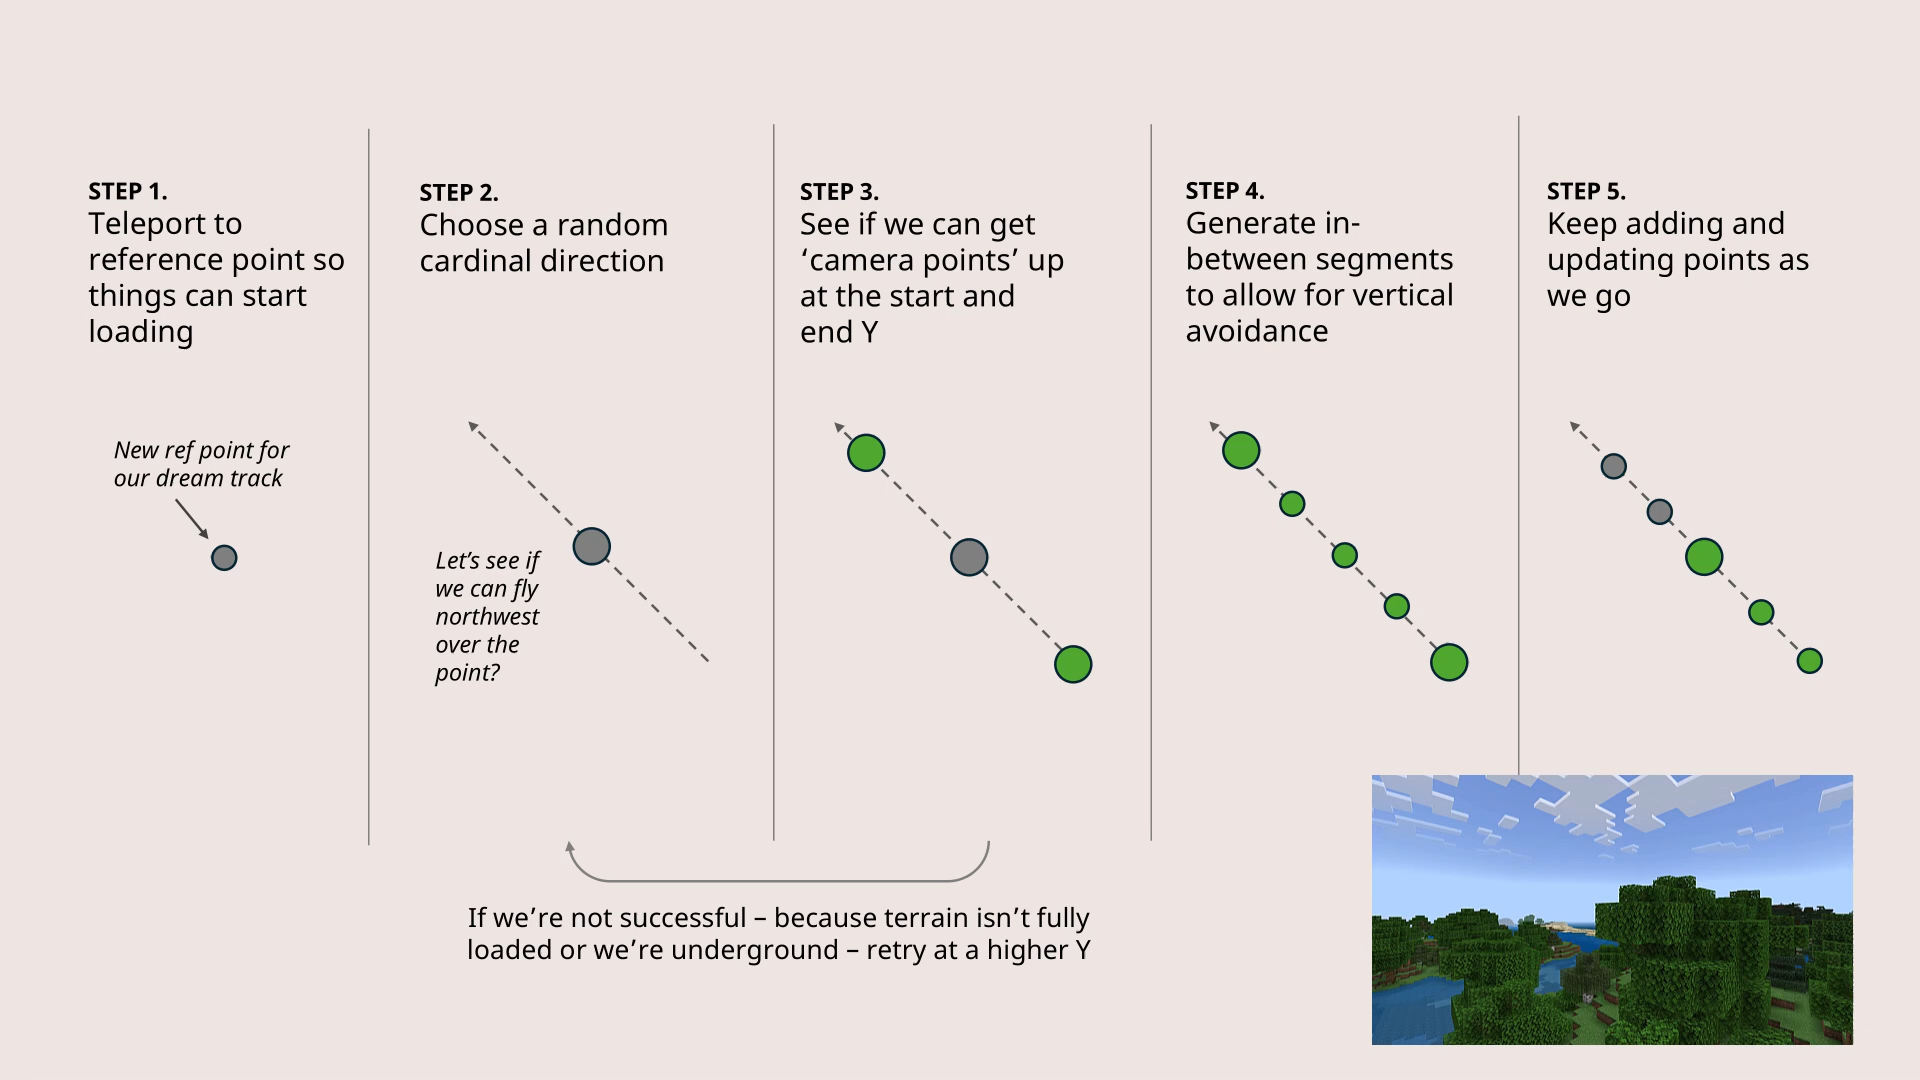 STEP 1.
Teleport to
reference point so
things can start
loading
New ref point for
our dream track
STEP 2.
Choose a random
cardinal direction
Let’s see if
we can fly
northwest
over the
point?
STEP 3.
See if we can get
‘camera points’ up
at the start and
end Y
If we’re not successful – because terrain isn’t fully
loaded or we’re underground – retry at a higher Y
STEP 4.
Generate in-
between segments
to allow for vertical
avoidance
STEP 5.
Keep adding and
updating points as
we go